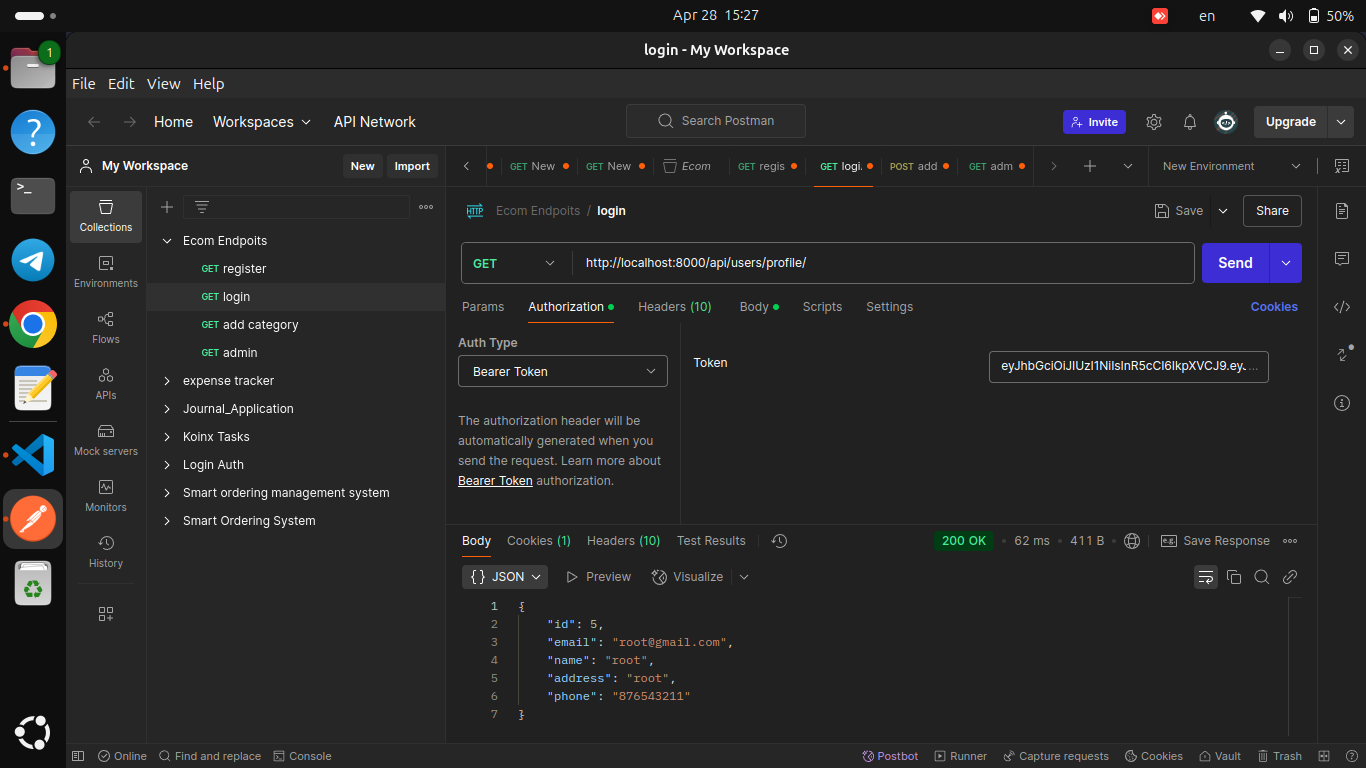 Apr 28 15:27
en
50%
1
login - My Workspace
File Edit View Help
Home Workspaces API Network
Search Postman
Invite
Upgrade
My Workspace
New Import
GET New GET New Ecom GET regis GET logi. POST add GET adm
New Environment
Collections
Environments
Flows
APIs
Mock servers
Monitors
History
Ecom Endpoits
GET register
GET login
GET add category
GET admin
expense tracker
Journal_Application
Koinx Tasks
Login Auth
Smart ordering management system
Smart Ordering System
HTTP Ecom Endpoits / login
Save Share
GET http://localhost:8000/api/users/profile/
Send
Params Authorization Headers (10) Body Scripts Settings
Cookies
Auth Type
Bearer Token
The authorization header will be
automatically generated when you
send the request. Learn more about
Bearer Token authorization.
Token
eyJhbGciOiJIUzI1NiIsInR5cCI6IkpXVCJ9.eyJ. ...
Body Cookies (1) Headers (10) Test Results
200 OK • 62 ms • 411 B
e.g. Save Response
{} JSON Preview Visualize
1 {
2 "id": 5,
3 "email": "root@gmail.com",
4 "name": "root",
5 "address": "root",
6 "phone": "876543211"
7 }
Online Find and replace Console
Postbot Runner Capture requests Cookies Vault Trash